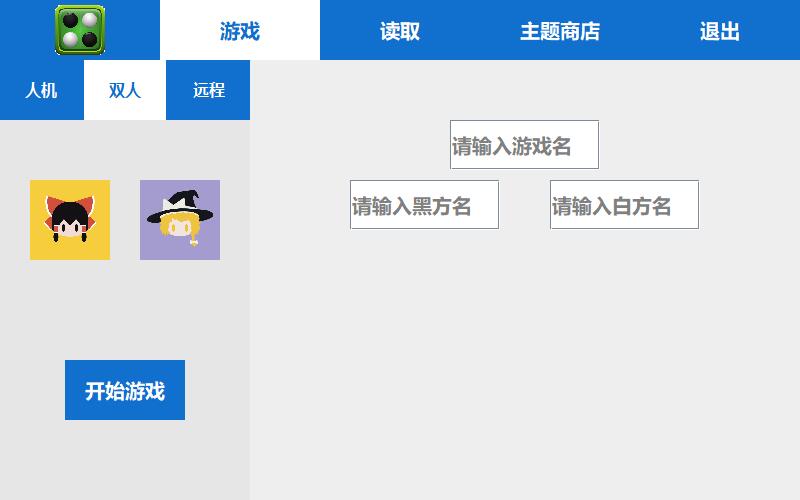 游戏
读取
主题商店
退出
人机
双人
远程
请输入游戏名
请输入黑方名
请输入白方名
开始游戏